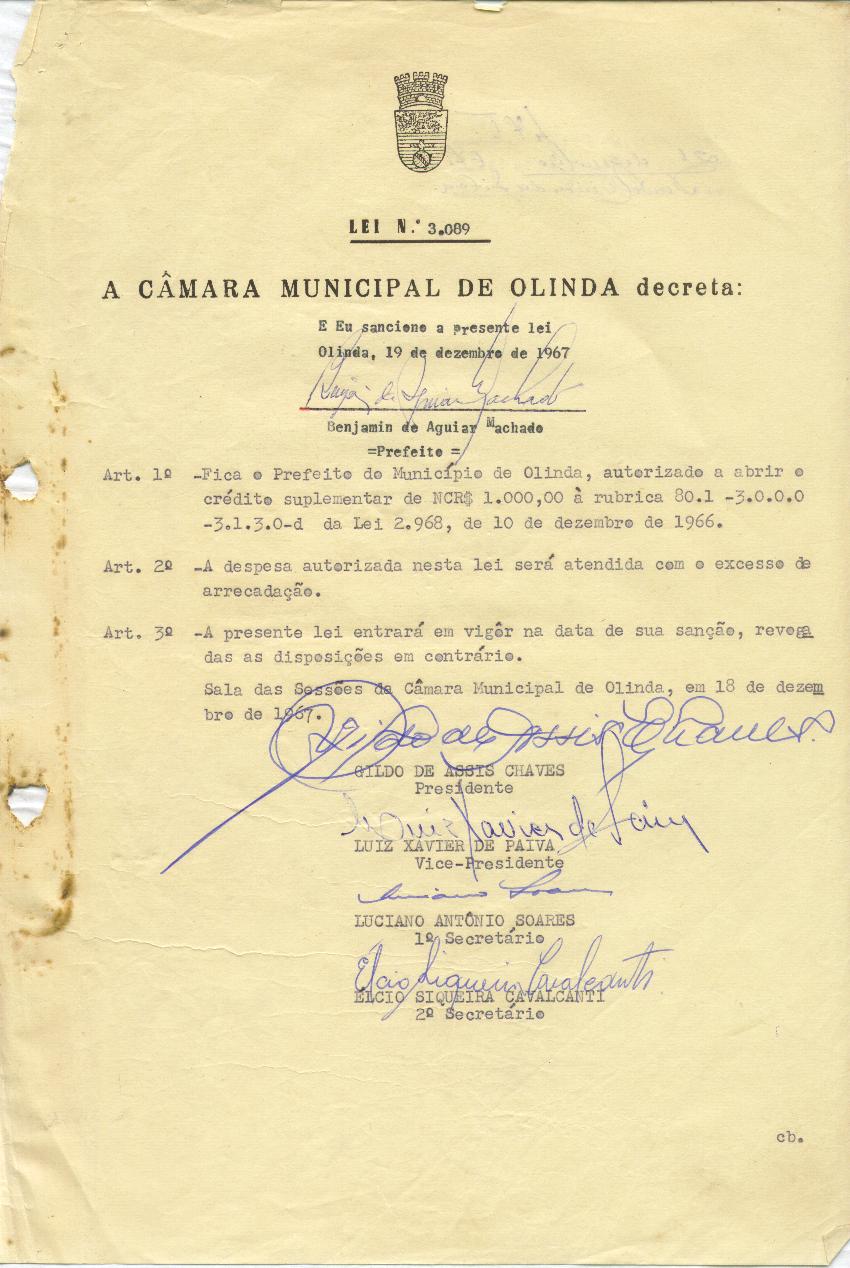 LEI N.º 3.089
A CÂMARA MUNICIPAL DE OLINDA decreta:
E Eu sanciono a presente lei
Olinda, 19 de dezembro de 1967
Benjamin de Aguiar Machado
Benjamin de Aguiar Machado
=Prefeito =
Art. 1º -Fica o Prefeito do Município de Olinda, autorizado a abrir o
crédito suplementar de NCR$ 1.000,00 à rubrica 80.1 -3.0.0.0
-3.1.3.0-d da Lei 2.968, de 10 de dezembro de 1966.
Art. 2º -A despesa autorizada nesta lei será atendida com o excesso de
arrecadação.
Art. 3º -A presente lei entrará em vigôr na data de sua sanção, revoga
das as disposições em contrário.
Sala das Sessões da Câmara Municipal de Olinda, em 18 de dezem
bro de 1967.
Gildo de Assis Chaves.
GILDO DE ASSIS CHAVES
Presidente
Luiz Xavier de Paiva
LUIZ XAVIER DE PAIVA
Vice-Presidente
Luciano Soares
LUCIANO ANTÔNIO SOARES
1º Secretário
Elcio Siqueira Cavalcanti
ÉLCIO SIQUEIRA CAVALCANTI
2º Secretário
cb.